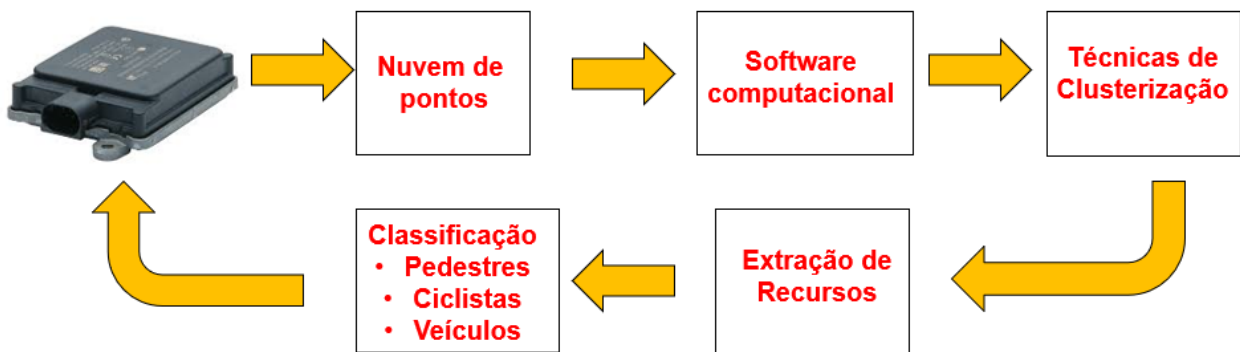 Nuvem de
pontos
Software
computacional
Técnicas de
Clusterização
Classificação
• Pedestres
• Ciclistas
• Veículos
Extração de
Recursos